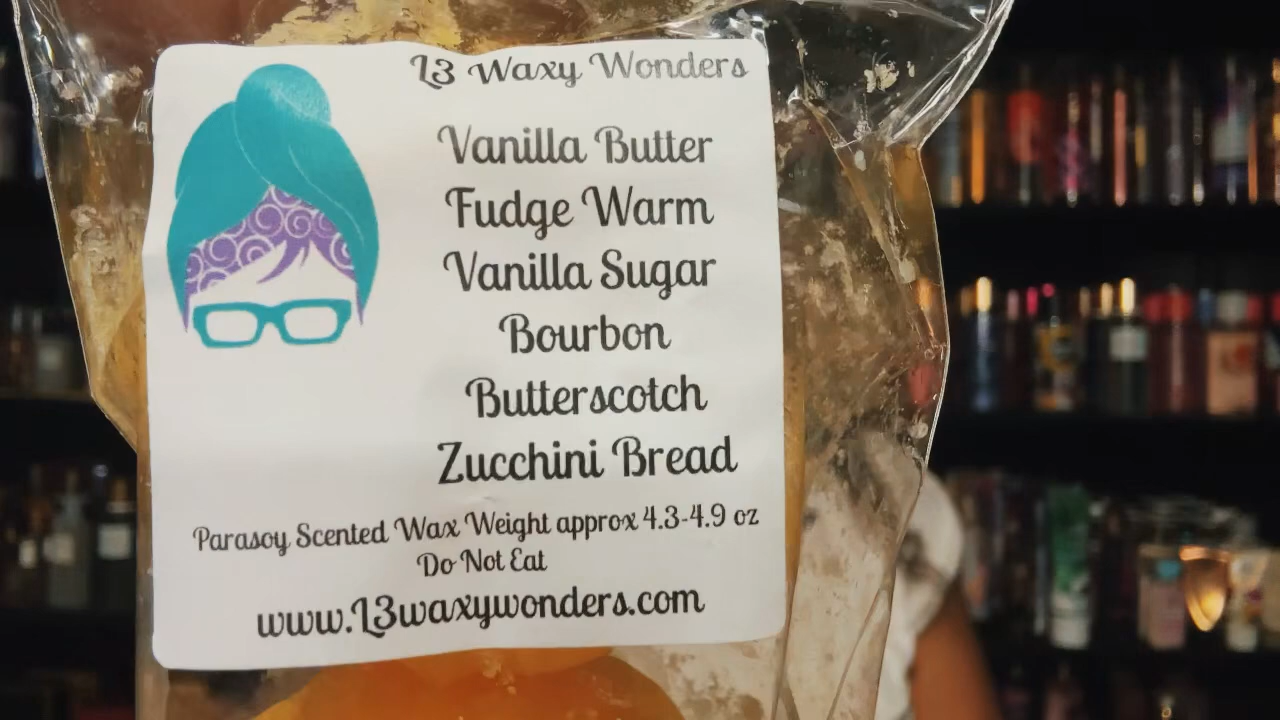 L3 Waxy Wonders
Vanilla Butter
Fudge Warm
Vanilla Sugar
Bourbon
Butterscotch
Zucchini Bread
Parasoy Scented Wax Weight approx 4.3-4.9 oz
Do Not Eat
www.L3waxywonders.com